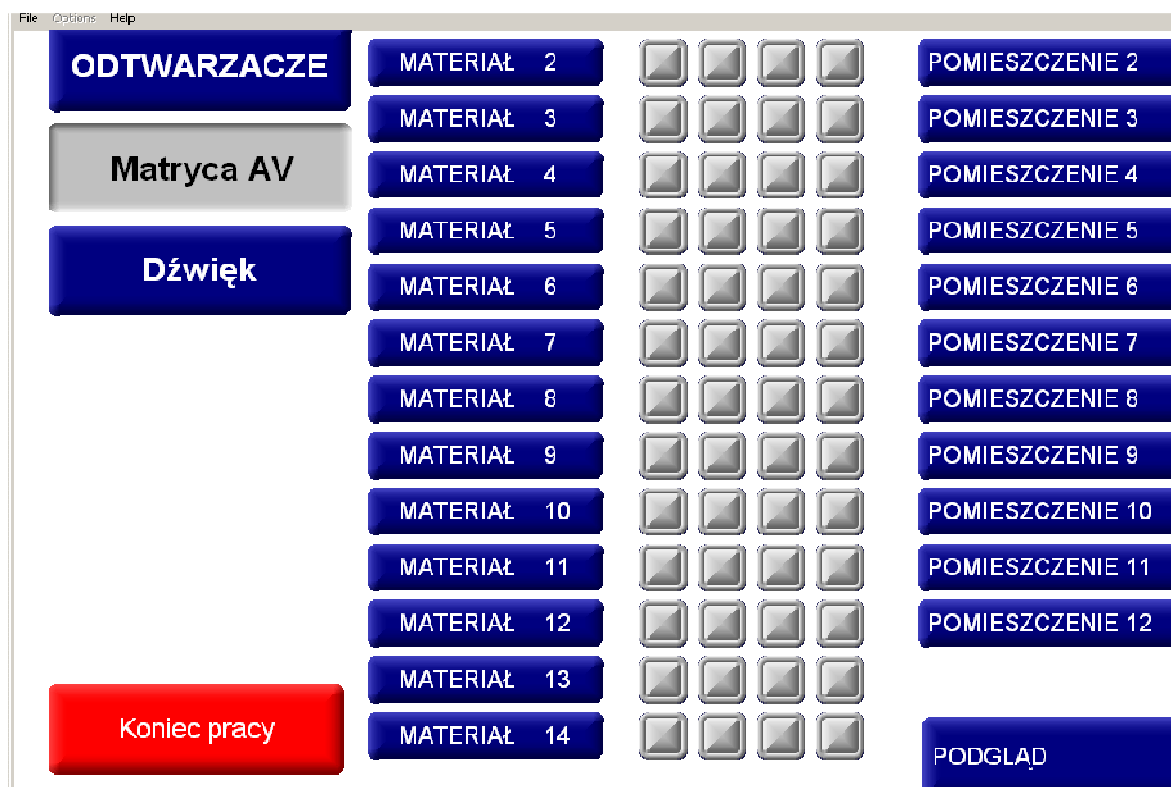 File Options Help
ODTWARZACZE
Matryca AV
Dźwięk
Koniec pracy
MATERIAŁ 2
MATERIAŁ 3
MATERIAŁ 4
MATERIAŁ 5
MATERIAŁ 6
MATERIAŁ 7
MATERIAŁ 8
MATERIAŁ 9
MATERIAŁ 10
MATERIAŁ 11
MATERIAŁ 12
MATERIAŁ 13
MATERIAŁ 14
POMIESZCZENIE 2
POMIESZCZENIE 3
POMIESZCZENIE 4
POMIESZCZENIE 5
POMIESZCZENIE 6
POMIESZCZENIE 7
POMIESZCZENIE 8
POMIESZCZENIE 9
POMIESZCZENIE 10
POMIESZCZENIE 11
POMIESZCZENIE 12
PODGLĄD